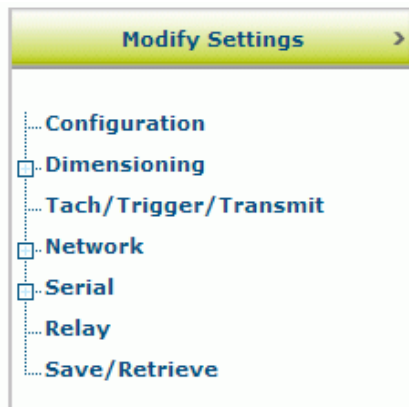 Modify Settings
Configuration
Dimensioning
Tach/Trigger/Transmit
Network
Serial
Relay
Save/Retrieve